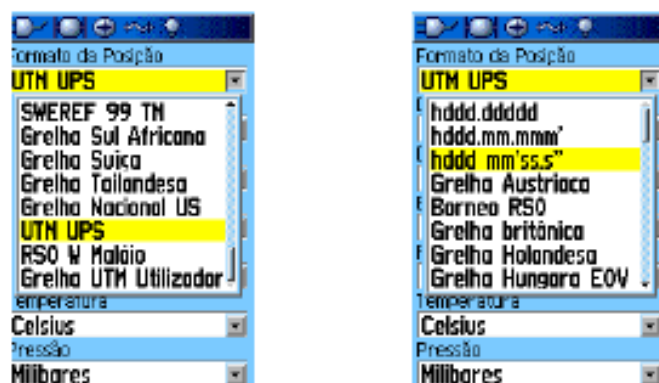 Formato da Posição
UTM UPS
SWEREF 99 TM
Grelha Sul Africana
Grelha Suiça
Grelha Tailandesa
Grelha Nacional US
UTM UPS
RSO W Maláio
Grelha UTM Utilizador
Temperatura
Celsius
Pressão
Milibares
Formato da Posição
UTM UPS
hddd.ddddd
hddd.mm.mmm'
hddd mm'ss.s"
Grelha Austriaca
Borneo RSO
Grelha britânica
Grelha Holandesa
Grelha Hungara EOV
Temperatura
Celsius
Pressão
Milibares